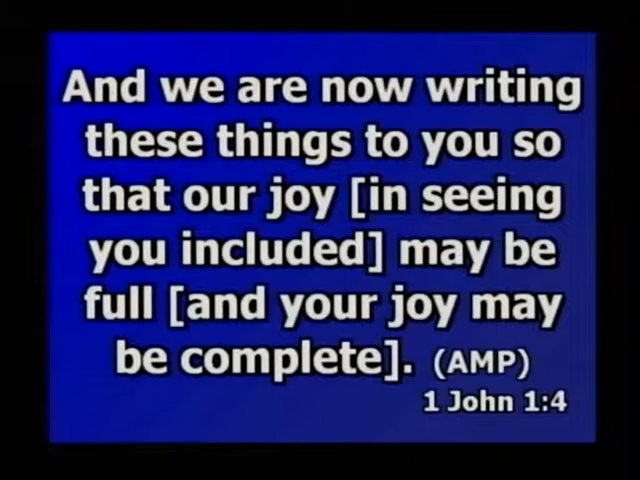 And we are now writing
these things to you so
that our joy [in seeing
you included] may be
full [and your joy may
be complete]. (AMP)
1 John 1:4